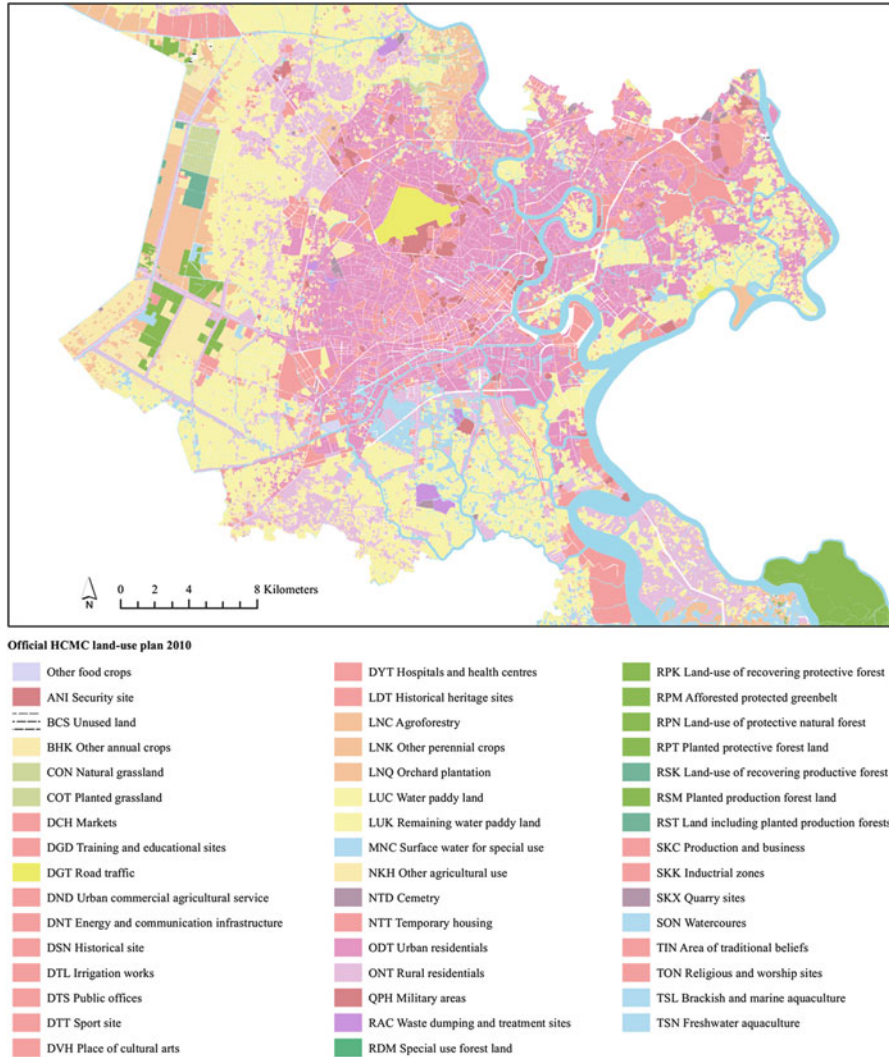 N
0 4 8 Kilometers
Official HCMC land-use plan 2010
Other food crops
ANI Security site
BCS Unused land
BHK Other annual crops
CON Natural grassland
COT Planted grassland
DCH Markets
DGD Training and educational sites
DGT Road traffic
DND Urban commercial agricultural service
DNT Energy and communication infrastructure
DSN Historical site
DTL Irrigation works
DTS Public offices
DTT Sport site
DVH Place of cultural arts
DYT Hospitals and health centres
LDT Historical heritage sites
LNC Agroforestry
LNK Other perennial crops
LNQ Orchard plantation
LUC Water paddy land
LUK Remaining water paddy land
MNC Surface water for special use
NKH Other agricultural use
NTD Cemetry
NTT Temporary housing
ODT Urban residentials
ONT Rural residentials
QPH Military areas
RAC Waste dumping and treatment sites
RDM Special use forest land
RPK Land-use of recovering protective forest
RPM Afforested protected greenbelt
RPN Land-use of protective natural forest
RPT Planted protective forest land
RSK Land-use of recovering productive forest
RSM Planted production forest land
RST Land including planted production forests
SKC Production and business
SKK Inductrial zones
SKX Quarry sites
SON Watercoures
TIN Area of traditional beliefs
TON Religious and worship sites
TSL Brackish and marine aquaculture
TSN Freshwater aquaculture